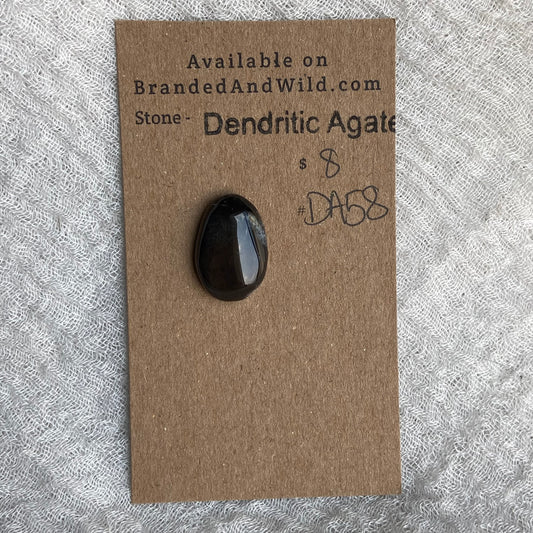 Available on
BrandedAndWild.com
Stone - Dendritic Agate
$ 8
#DA58